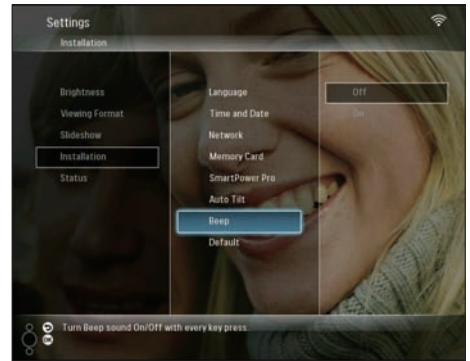 Settings
Installation
Brightness
Viewing Format
Slideshow
Installation
Status
Language
Time and Date
Network
Memory Card
SmartPower Pro
Auto Tilt
Beep
Default
Off
On
OK
Turn Beep sound On/Off with every key press.